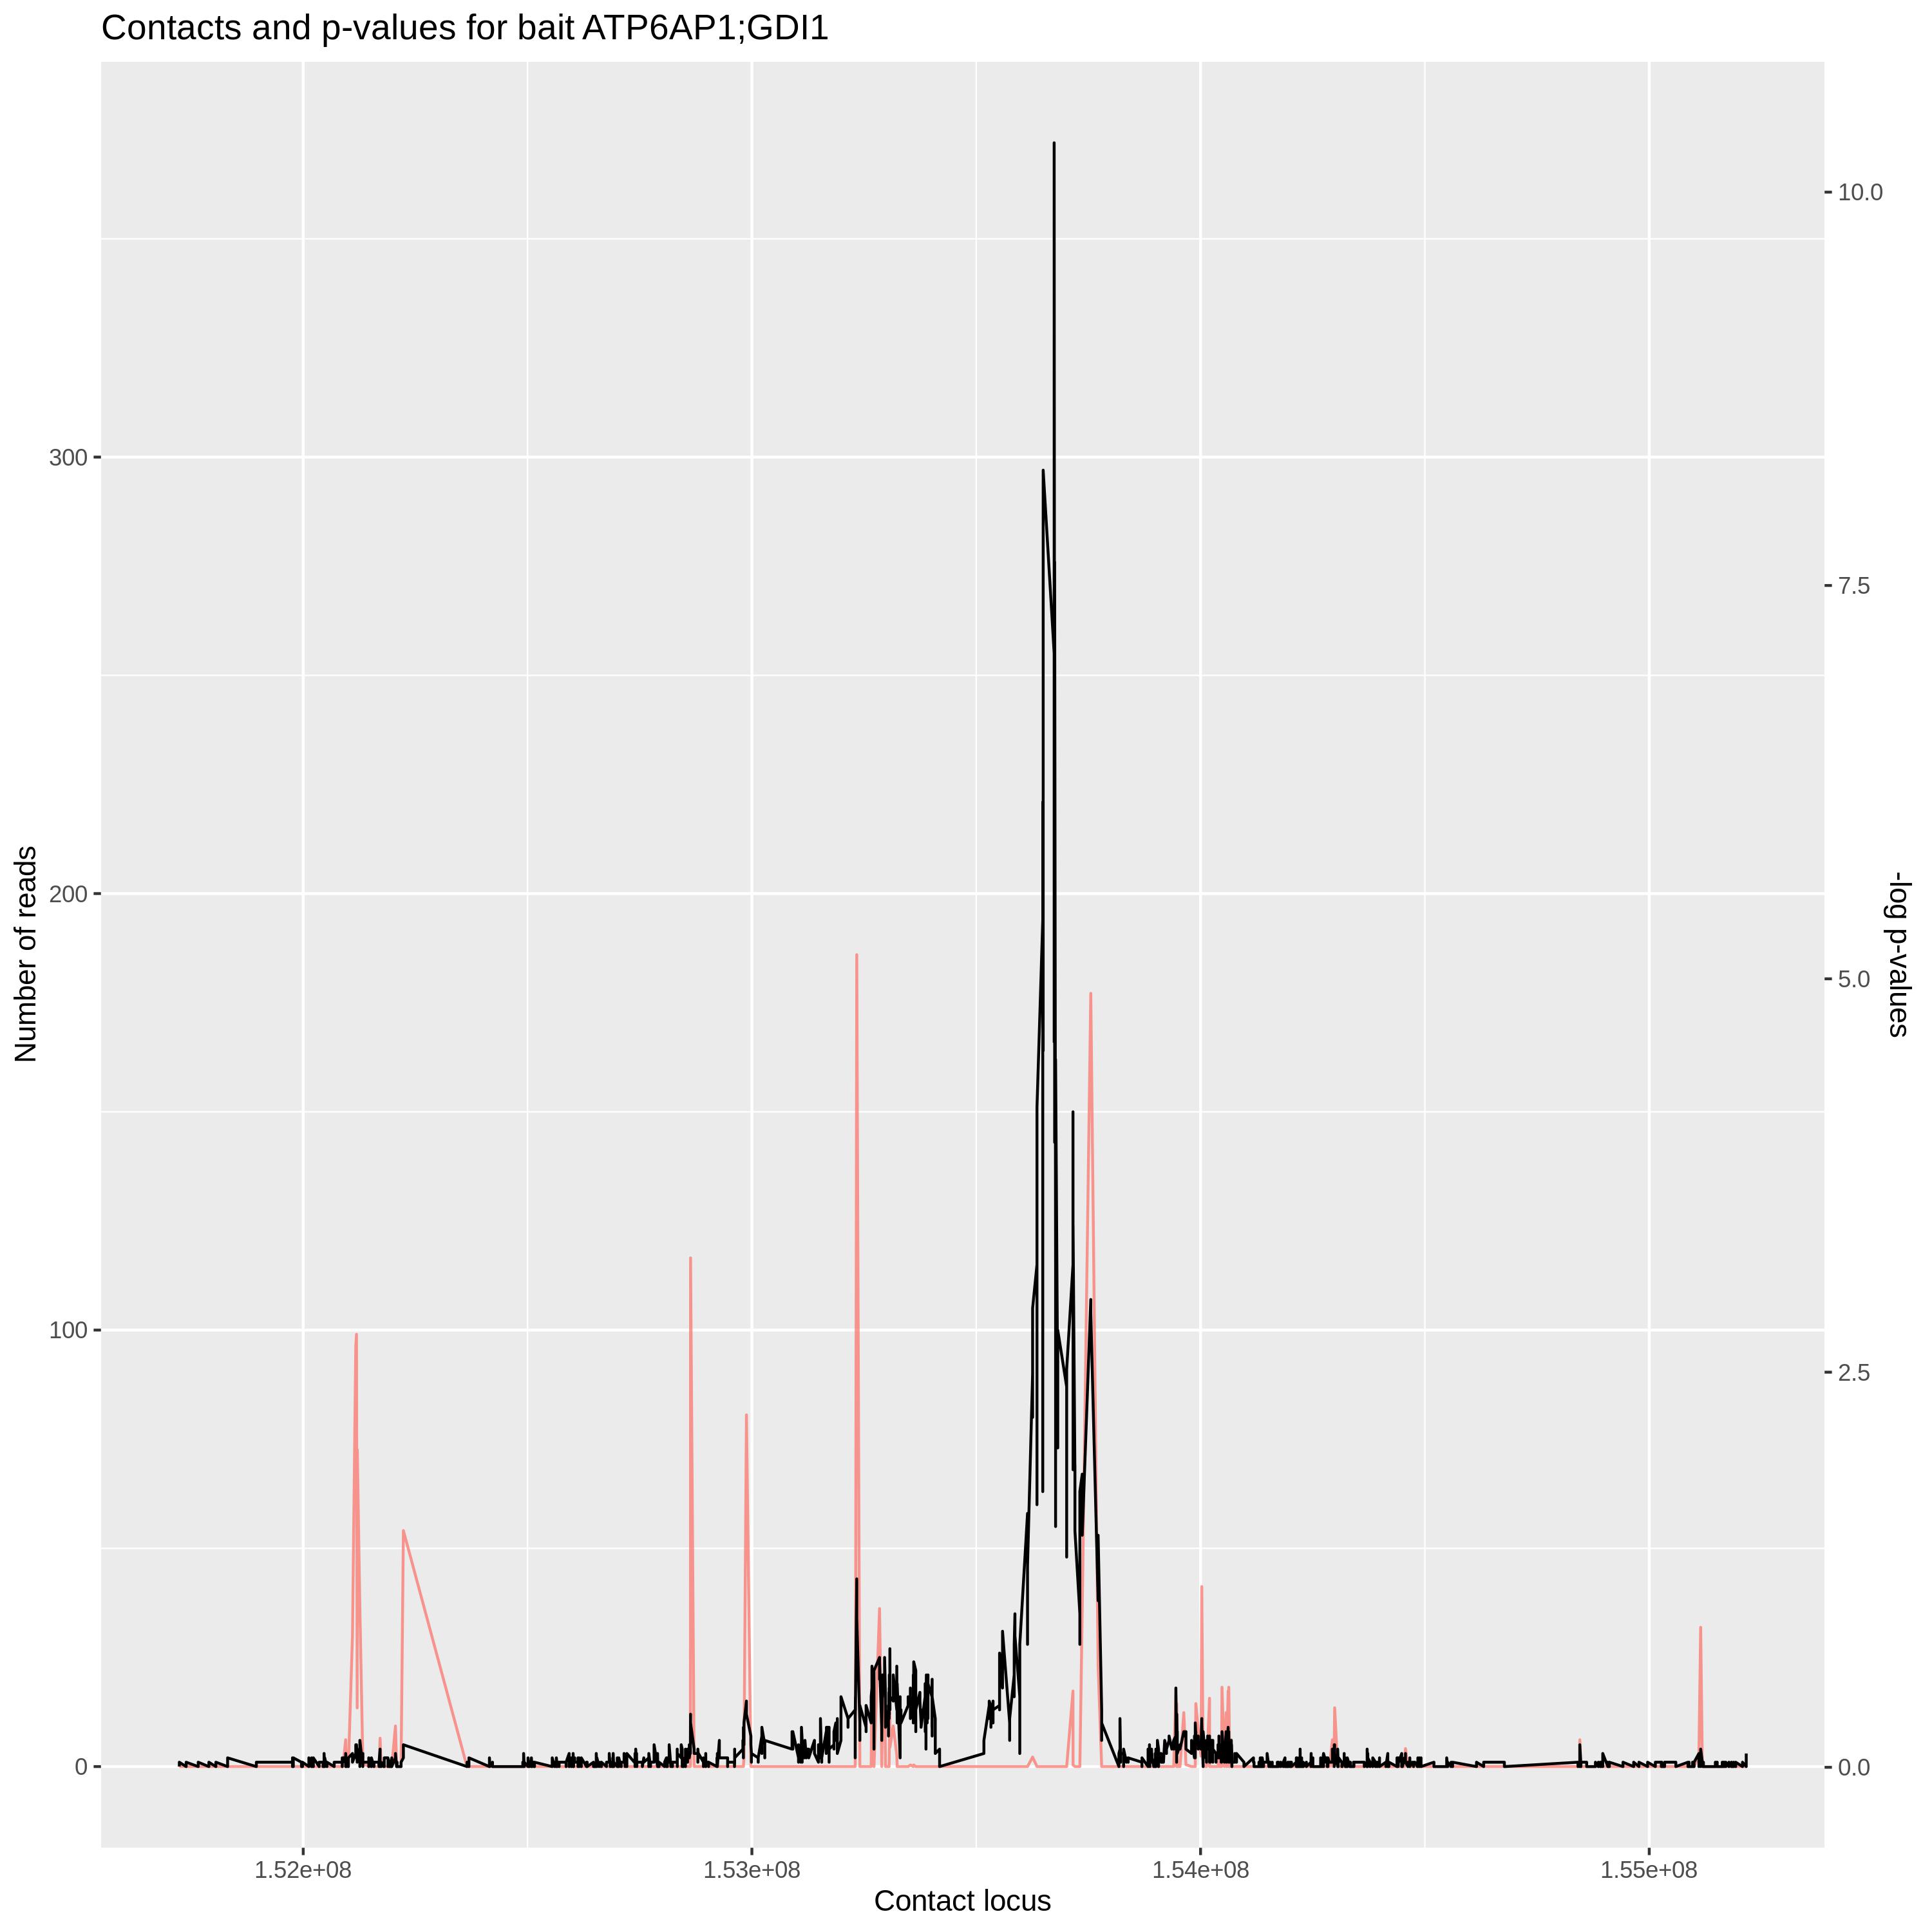 Contacts and p-values for bait ATP6AP1;GDI1
10.0
7.5
5.0
2.5
0.0
300
200
100
0
Number of reads
-log p-values
1.52e+08
1.53e+08
1.54e+08
1.55e+08
Contact locus